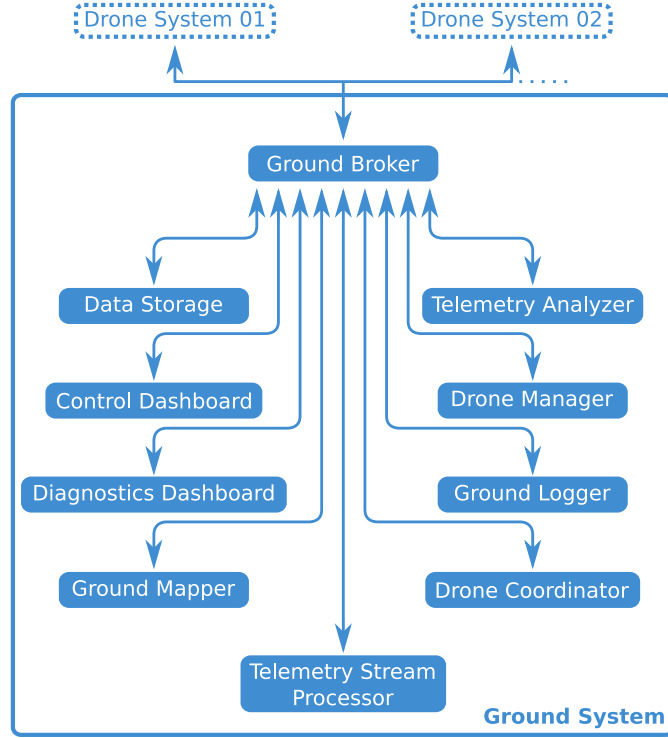 Drone System 01
Drone System 02
.....
Ground Broker
Data Storage
Telemetry Analyzer
Control Dashboard
Drone Manager
Diagnostics Dashboard
Ground Logger
Ground Mapper
Drone Coordinator
Telemetry Stream
Processor
Ground System